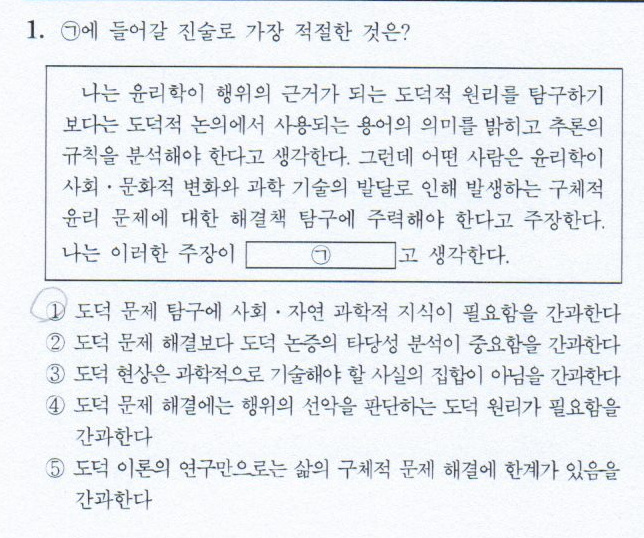 1. ㉠에 들어갈 진술로 가장 적절한 것은?
나는 윤리학이 행위의 근거가 되는 도덕적 원리를 탐구하기
보다는 도덕적 논의에서 사용되는 용어의 의미를 밝히고 추론의
규칙을 분석해야 한다고 생각한다. 그런데 어떤 사람은 윤리학이
사회·문화적 변화와 과학 기술의 발달로 인해 발생하는 구체적
윤리 문제에 대한 해결책 탐구에 주력해야 한다고 주장한다.
나는 이러한 주장이 ㉠ 고 생각한다.
① 도덕 문제 탐구에 사회·자연 과학적 지식이 필요함을 간과한다
② 도덕 문제 해결보다 도덕 논증의 타당성 분석이 중요함을 간과한다
③ 도덕 현상은 과학적으로 기술해야 할 사실의 집합이 아님을 간과한다
④ 도덕 문제 해결에는 행위의 선악을 판단하는 도덕 원리가 필요함을
간과한다
⑤ 도덕 이론의 연구만으로는 삶의 구체적 문제 해결에 한계가 있음을
간과한다